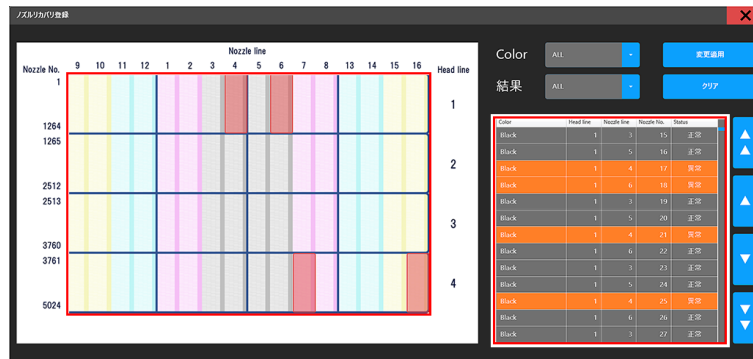 ノズルリカバリ登録
Nozzle line
Nozzle No. 9 10 11 12 1 2 3 4 5 6 7 8 13 14 15 16 Head line
1
1264
1
1265
2512
2
2513
3760
3
3761
5024
4
Color ALL 変更適用
結果 ALL クリア
Color Head line Nozzle line Nozzle No. Status
Black 1 3 15 正常
Black 1 5 16 正常
Black 1 4 17 異常
Black 1 6 18 異常
Black 1 3 19 正常
Black 1 5 20 正常
Black 1 4 21 異常
Black 1 6 22 正常
Black 1 3 23 正常
Black 1 5 24 正常
Black 1 4 25 異常
Black 1 6 26 正常
Black 1 3 27 正常